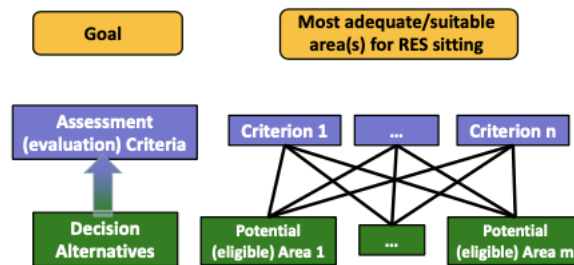 Goal
Most adequate/suitable
area(s) for RES sitting
Assessment
(evaluation) Criteria
Criterion 1
...
Criterion n
Decision
Alternatives
Potential
(eligible) Area 1
...
Potential
(eligible) Area m